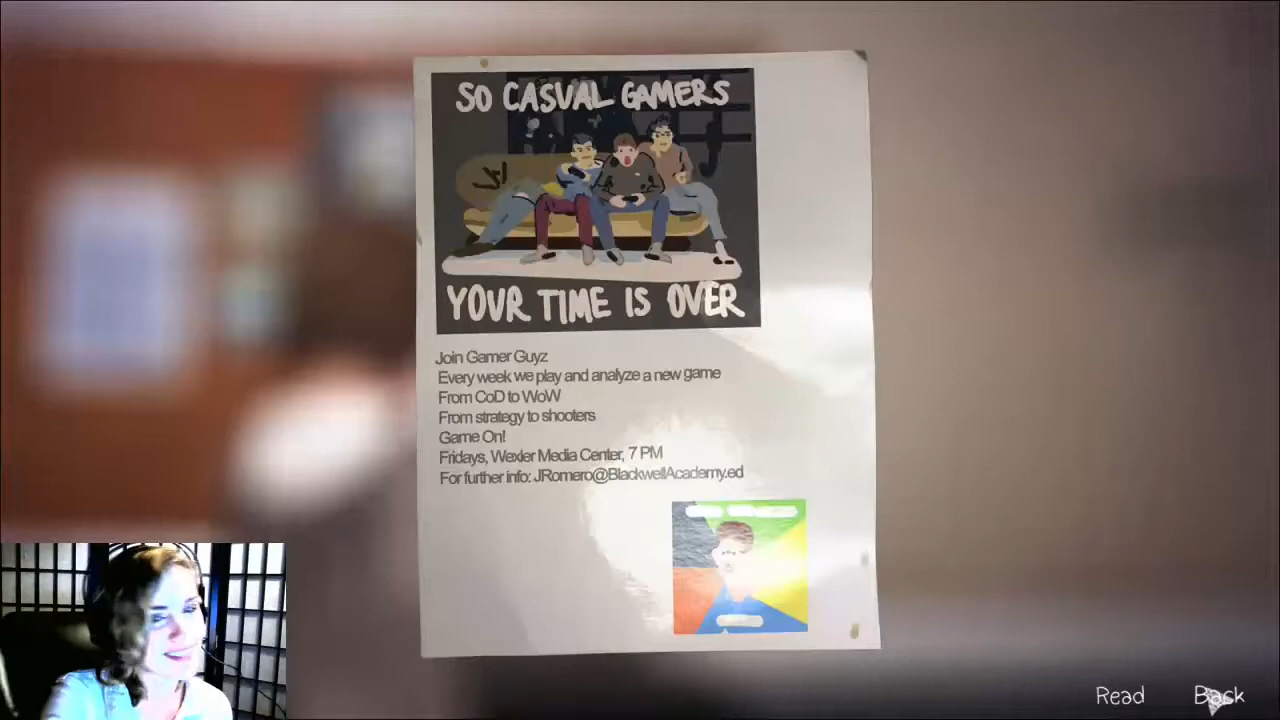 SO CASUAL GAMERS
YOUR TIME IS OVER
Join Gamer Guyz
Every week we play and analyze a new game
From CoD to WoW
From strategy to shooters
Game On!
Fridays, Wexler Media Center, 7 PM
For further info: JRomero@BlackwellAcademy.ed
Read
Back